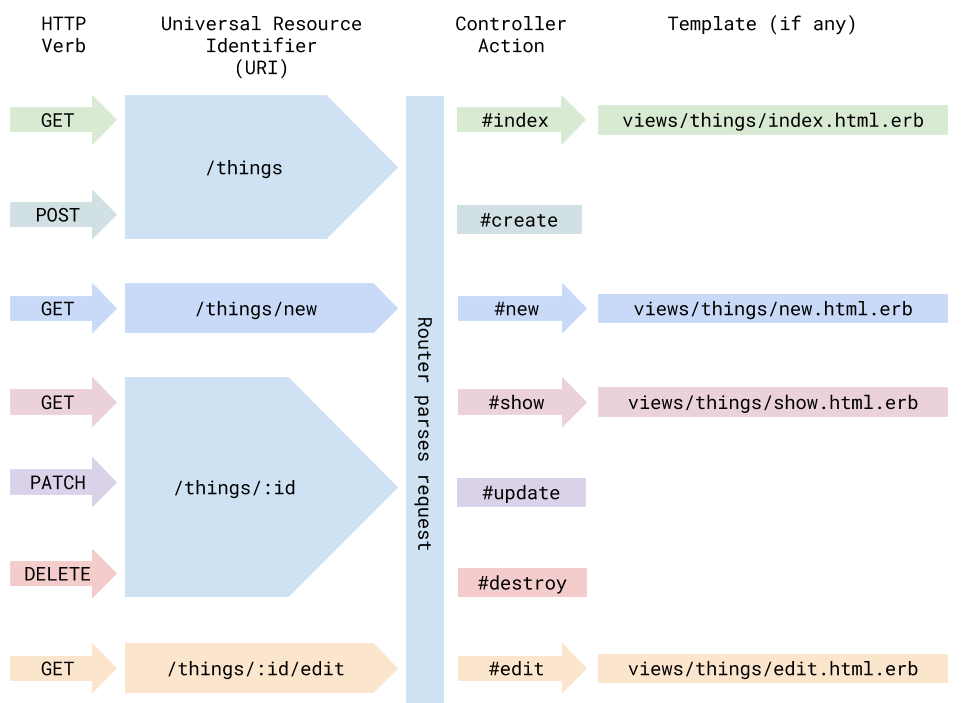 HTTP
Verb
Universal Resource
Identifier
(URI)
Controller
Action
Template (if any)
GET
/things
#index
views/things/index.html.erb
POST
#create
GET
/things/new
#new
views/things/new.html.erb
Router parses request
GET
#show
views/things/show.html.erb
PATCH
/things/:id
#update
DELETE
#destroy
GET
/things/:id/edit
#edit
views/things/edit.html.erb